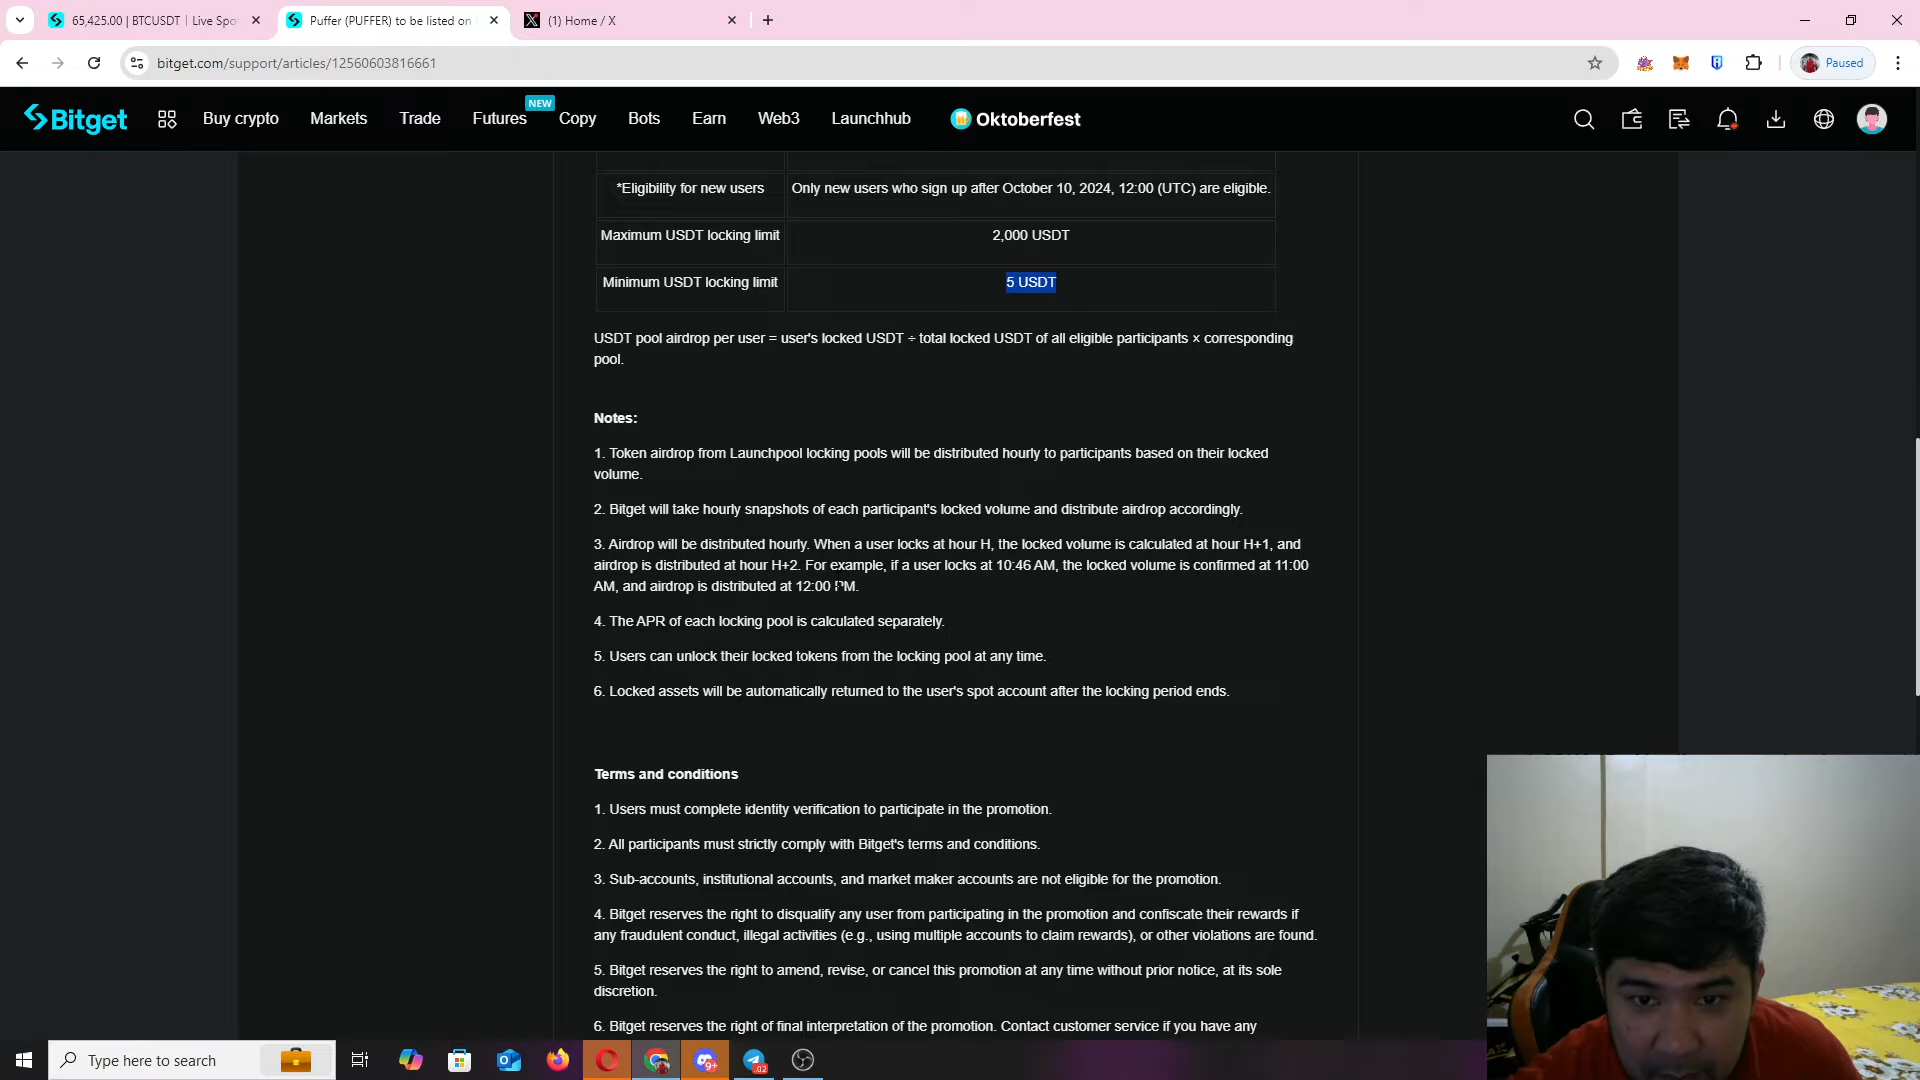 65,425.00 | BTCUSDT | Live Spo
Puffer (PUFFER) to be listed on
(1) Home / X
bitget.com/support/articles/12560603816661
Paused
Bitget
Buy crypto
Markets
Trade
Futures
NEW
Copy
Bots
Earn
Web3
Launchhub
Oktoberfest
*Eligibility for new users
Only new users who sign up after October 10, 2024, 12:00 (UTC) are eligible.
Maximum USDT locking limit
2,000 USDT
Minimum USDT locking limit
5 USDT
USDT pool airdrop per user = user's locked USDT ÷ total locked USDT of all eligible participants × corresponding
pool.
Notes:
1. Token airdrop from Launchpool locking pools will be distributed hourly to participants based on their locked
volume.
2. Bitget will take hourly snapshots of each participant's locked volume and distribute airdrop accordingly.
3. Airdrop will be distributed hourly. When a user locks at hour H, the locked volume is calculated at hour H+1, and
airdrop is distributed at hour H+2. For example, if a user locks at 10:46 AM, the locked volume is confirmed at 11:00
AM, and airdrop is distributed at 12:00 PM.
4. The APR of each locking pool is calculated separately.
5. Users can unlock their locked tokens from the locking pool at any time.
6. Locked assets will be automatically returned to the user's spot account after the locking period ends.
Terms and conditions
1. Users must complete identity verification to participate in the promotion.
2. All participants must strictly comply with Bitget's terms and conditions.
3. Sub-accounts, institutional accounts, and market maker accounts are not eligible for the promotion.
4. Bitget reserves the right to disqualify any user from participating in the promotion and confiscate their rewards if
any fraudulent conduct, illegal activities (e.g., using multiple accounts to claim rewards), or other violations are found.
5. Bitget reserves the right to amend, revise, or cancel this promotion at any time without prior notice, at its sole
discretion.
6. Bitget reserves the right of final interpretation of the promotion. Contact customer service if you have any
Type here to search
9+
.02